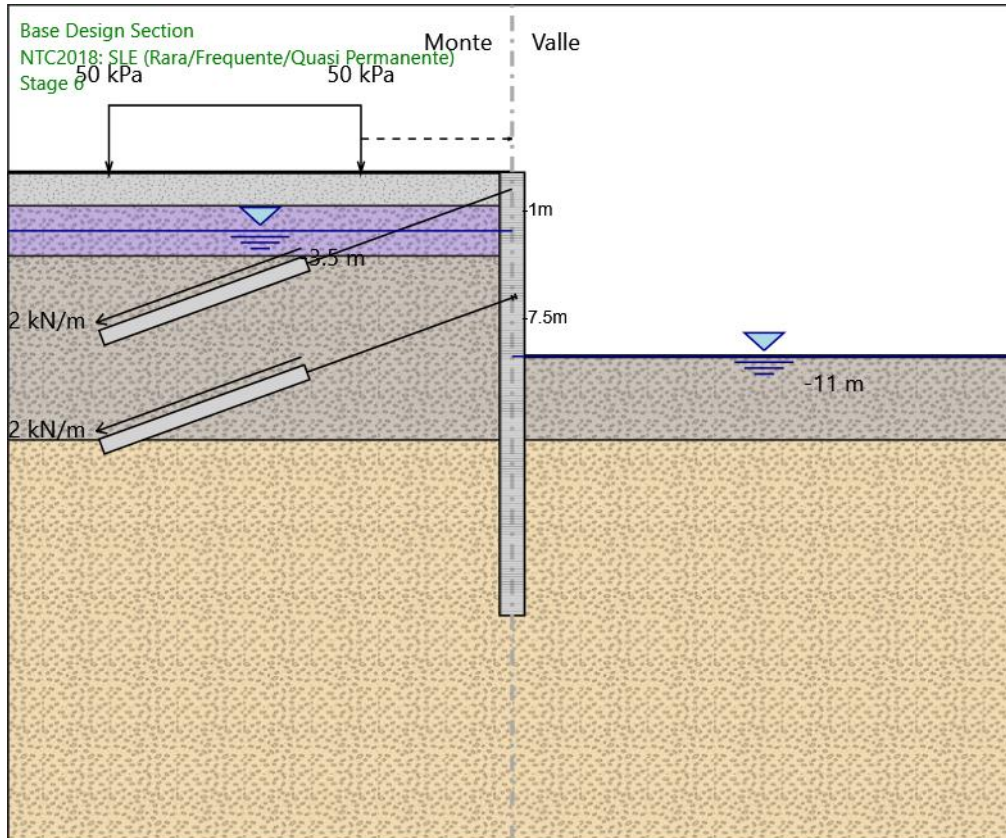 Base Design Section
Monte
Valle
NTC2018: SLE (Rara/Frequente/Quasi Permanente)
50 kPa
50 kPa
Stage 6
-1m
-3.5 m
2 kN/m
-7.5m
-11 m
2 kN/m